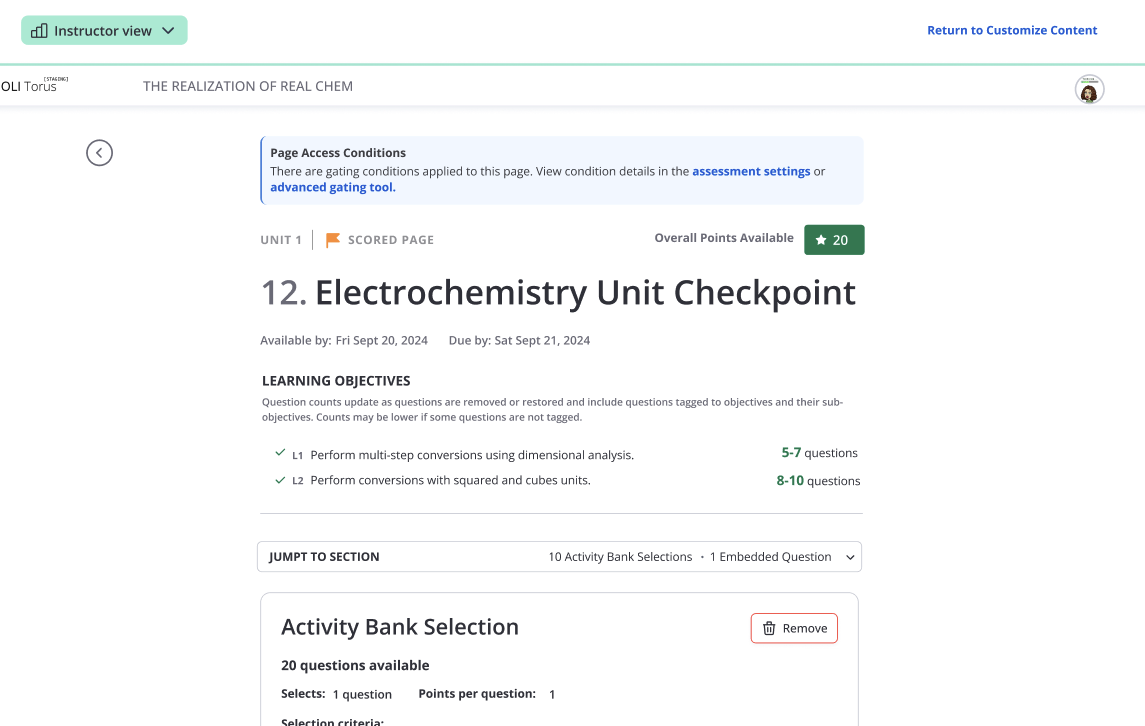 Instructor view
Return to Customize Content
OLI Torus [STAGING]
THE REALIZATION OF REAL CHEM
Page Access Conditions
There are gating conditions applied to this page. View condition details in the assessment settings or
advanced gating tool.
UNIT 1 SCORED PAGE
Overall Points Available 20
12. Electrochemistry Unit Checkpoint
Available by: Fri Sept 20, 2024 Due by: Sat Sept 21, 2024
LEARNING OBJECTIVES
Question counts update as questions are removed or restored and include questions tagged to objectives and their sub-
objectives. Counts may be lower if some questions are not tagged.
L1 Perform multi-step conversions using dimensional analysis. 5-7 questions
L2 Perform conversions with squared and cubes units. 8-10 questions
JUMP TO SECTION 10 Activity Bank Selections · 1 Embedded Question
Activity Bank Selection
Remove
20 questions available
Selects: 1 question Points per question: 1
Selection criteria: